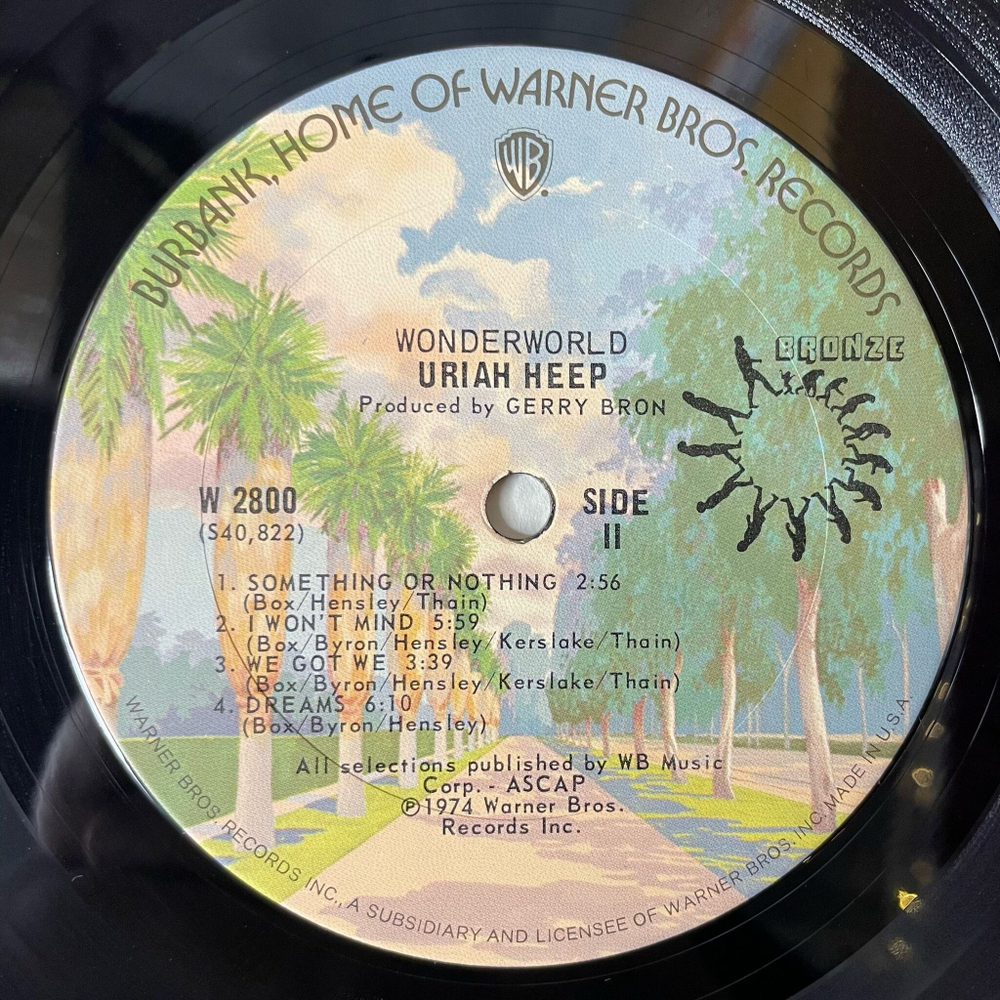 BURBANK, HOME OF WARNER BROS. RECORDS
WB
WONDERWORLD
URIAH HEEP
Produced by GERRY BRON
BRONZE
W 2800
(S40,822)
SIDE
II
1. SOMETHING OR NOTHING 2:56
(Box/Hensley/Thain)
2. I WON'T MIND 5:59
(Box/Byron/Hensley/Kerslake/Thain)
3. WE GOT WE 3:39
(Box/Byron/Hensley/Kerslake/Thain)
4. DREAMS 6:10
(Box/Byron/Hensley)
All selections published by WB Music
Corp. - ASCAP
℗1974 Warner Bros.
Records Inc.
WARNER BROS. RECORDS INC., A SUBSIDIARY AND LICENSEE OF WARNER BROS. INC. MADE IN U.S.A.